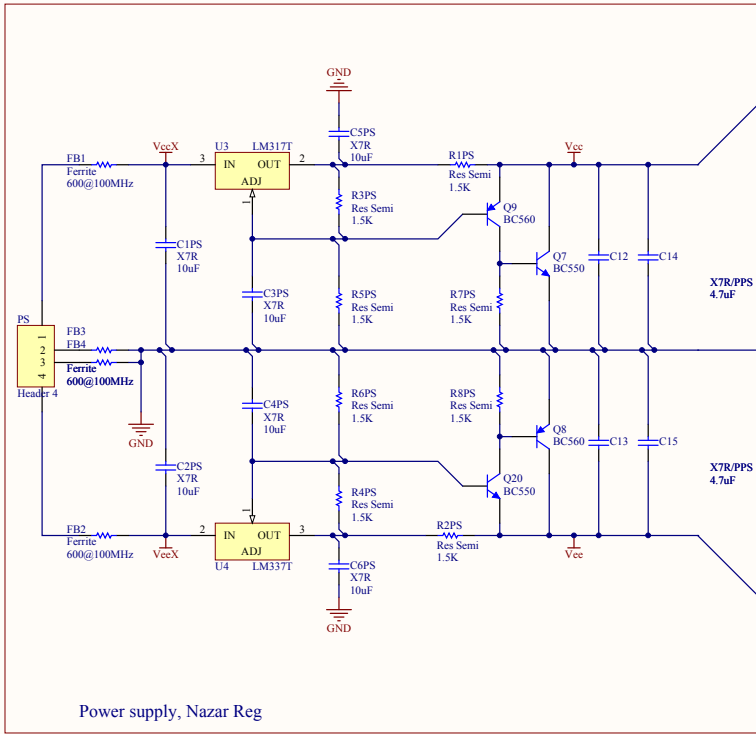 GND
C5PS
X7R
10uF
FB1
Ferrite
600@100MHz
VccX
U3 LM317T
3 IN OUT 2
ADJ
1
R1PS
Res Semi
1.5K
Vcc
R3PS
Res Semi
1.5K
Q9
BC560
C1PS
X7R
10uF
Q7
BC550
C12
C14
C3PS
X7R
10uF
R5PS
Res Semi
1.5K
R7PS
Res Semi
1.5K
X7R/PPS
4.7uF
PS
1
2
3
4
Header 4
FB3
FB4
Ferrite
600@100MHz
GND
C4PS
X7R
10uF
R6PS
Res Semi
1.5K
R8PS
Res Semi
1.5K
Q8
BC560
C13
C15
C2PS
X7R
10uF
R4PS
Res Semi
1.5K
Q20
BC550
X7R/PPS
4.7uF
FB2
Ferrite
600@100MHz
VeeX
1
2 IN OUT 3
ADJ
U4 LM337T
R2PS
Res Semi
1.5K
Vee
C6PS
X7R
10uF
GND
Power supply, Nazar Reg